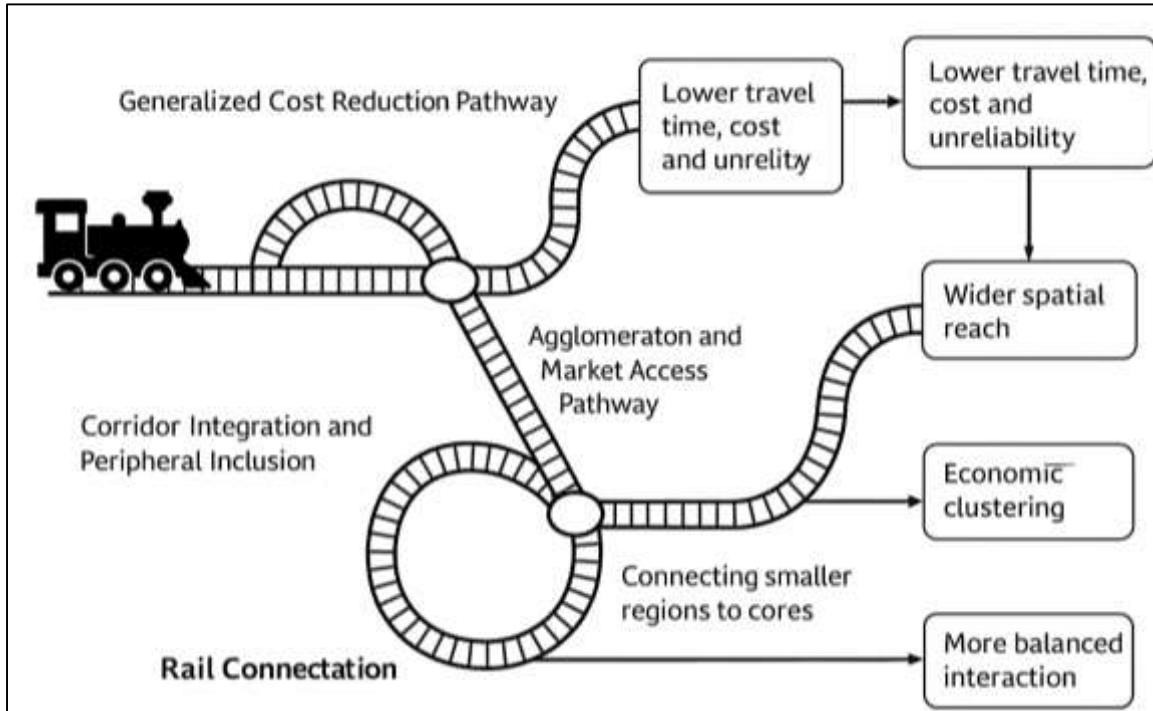 Generalized Cost Reduction Pathway
Lower travel
time, cost
and unrelity
Lower travel time,
cost and
unreliability
Wider spatial
reach
Agglomeraton and
Market Access
Pathway
Corridor Integration and
Peripheral Inclusion
Economic
clustering
Connecting smaller
regions to cores
Rail Connectation
More balanced
interaction